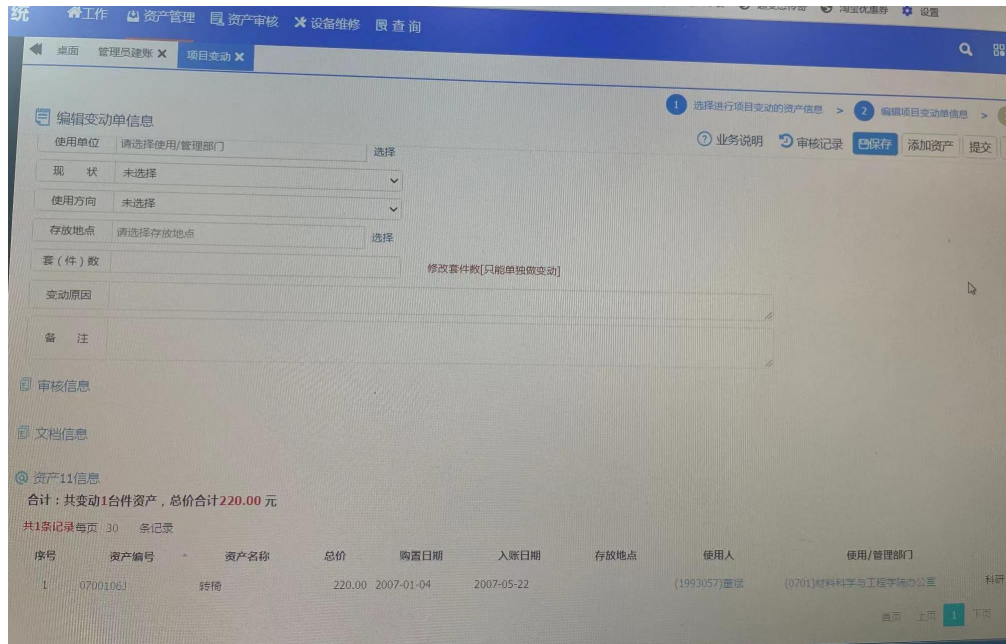 统 工作 资产管理 资产审核 设备维修 查 询
淘宝优惠券 设置
桌面 管理员建账 项目变动
1 选择进行项目变动的资产信息 > 2 编辑项目变动单信息 >
编辑变动单信息
业务说明 审核记录 保存 添加资产 提交
使用单位 请选择使用/管理部门 选择
现 状 未选择
使用方向 未选择
存放地点 请选择存放地点 选择
套(件)数 修改套件数[只能单独做变动]
变动原因
备 注
审核信息
文档信息
资产11信息
合计:共变动1台件资产,总价合计220.00 元
共1条记录每页 30 条记录
序号 资产编号 资产名称 总价 购置日期 入账日期 存放地点 使用人 使用/管理部门
1 0700106J 转椅 220.00 2007-01-04 2007-05-22 (1993057)董斌 (0701)材料科学与工程学院办公室 科研
首页 上页 1 下页